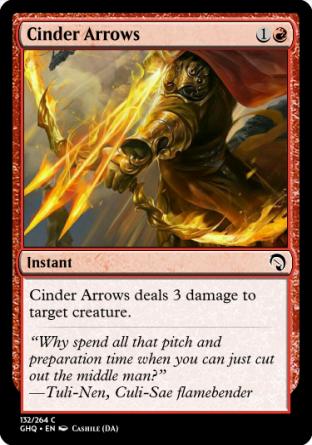 Cinder Arrows 1
Instant
Cinder Arrows deals 3 damage to
target creature.
“Why spend all that pitch and
preparation time when you can just cut
out the middle man?”
—Tuli-Nen, Culi-Sae flamebender
132/264 C
GHQ • EN CASHILE (DA)